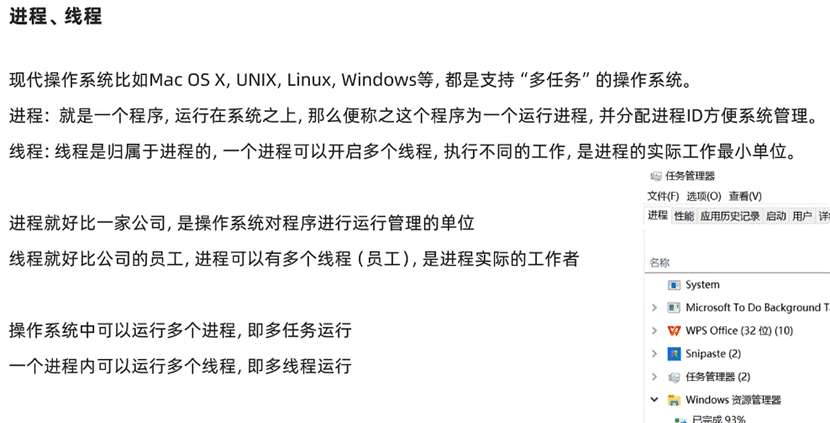 进程、线程
现代操作系统比如Mac OS X, UNIX, Linux, Windows等, 都是支持“多任务”的操作系统。
进程: 就是一个程序, 运行在系统之上, 那么便称之这个程序为一个运行进程, 并分配进程ID方便系统管理。
线程: 线程是归属于进程的, 一个进程可以开启多个线程, 执行不同的工作, 是进程的实际工作最小单位。
进程就好比一家公司, 是操作系统对程序进行运行管理的单位
线程就好比公司的员工, 进程可以有多个线程（员工）, 是进程实际的工作者
操作系统中可以运行多个进程, 即多任务运行
一个进程内可以运行多个线程, 即多线程运行
任务管理器
文件(F) 选项(O) 查看(V)
进程 性能 应用历史记录 启动 用户
名称
System
Microsoft To Do Background
WPS Office (32 位) (10)
Snipaste (2)
任务管理器 (2)
Windows 资源管理器
已完成 93%